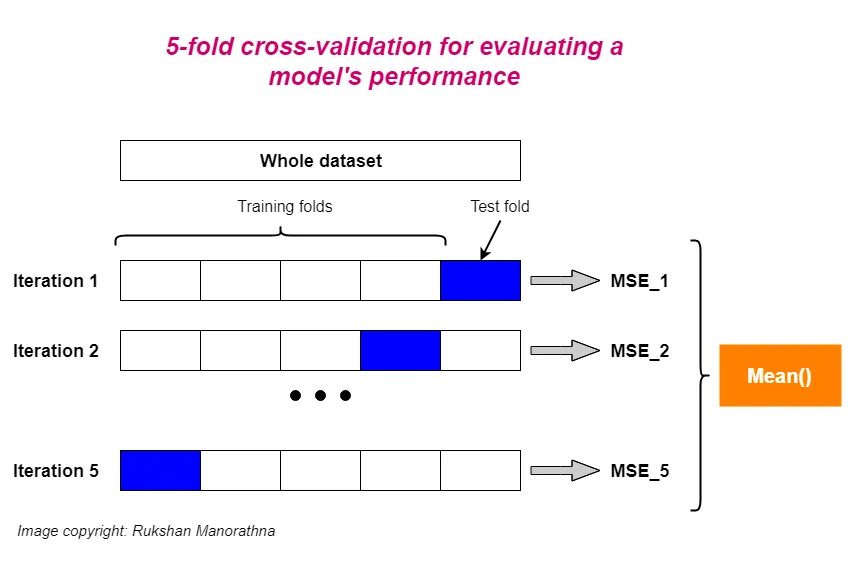 5-fold cross-validation for evaluating a
model's performance
Whole dataset
Training folds
Test fold
Iteration 1
MSE_1
Iteration 2
MSE_2
Mean()
Iteration 5
MSE_5
Image copyright: Rukshan Manorathna